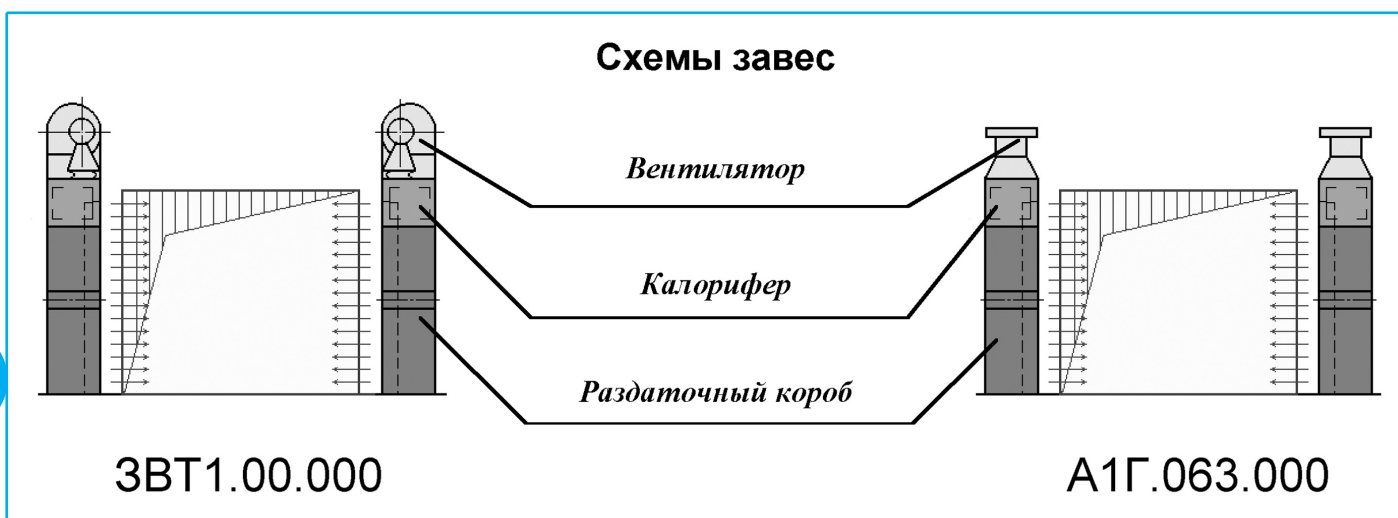 Схемы завес
Вентилятор
Калорифер
Раздаточный короб
ЗВТ1.00.000
А1Г.063.000